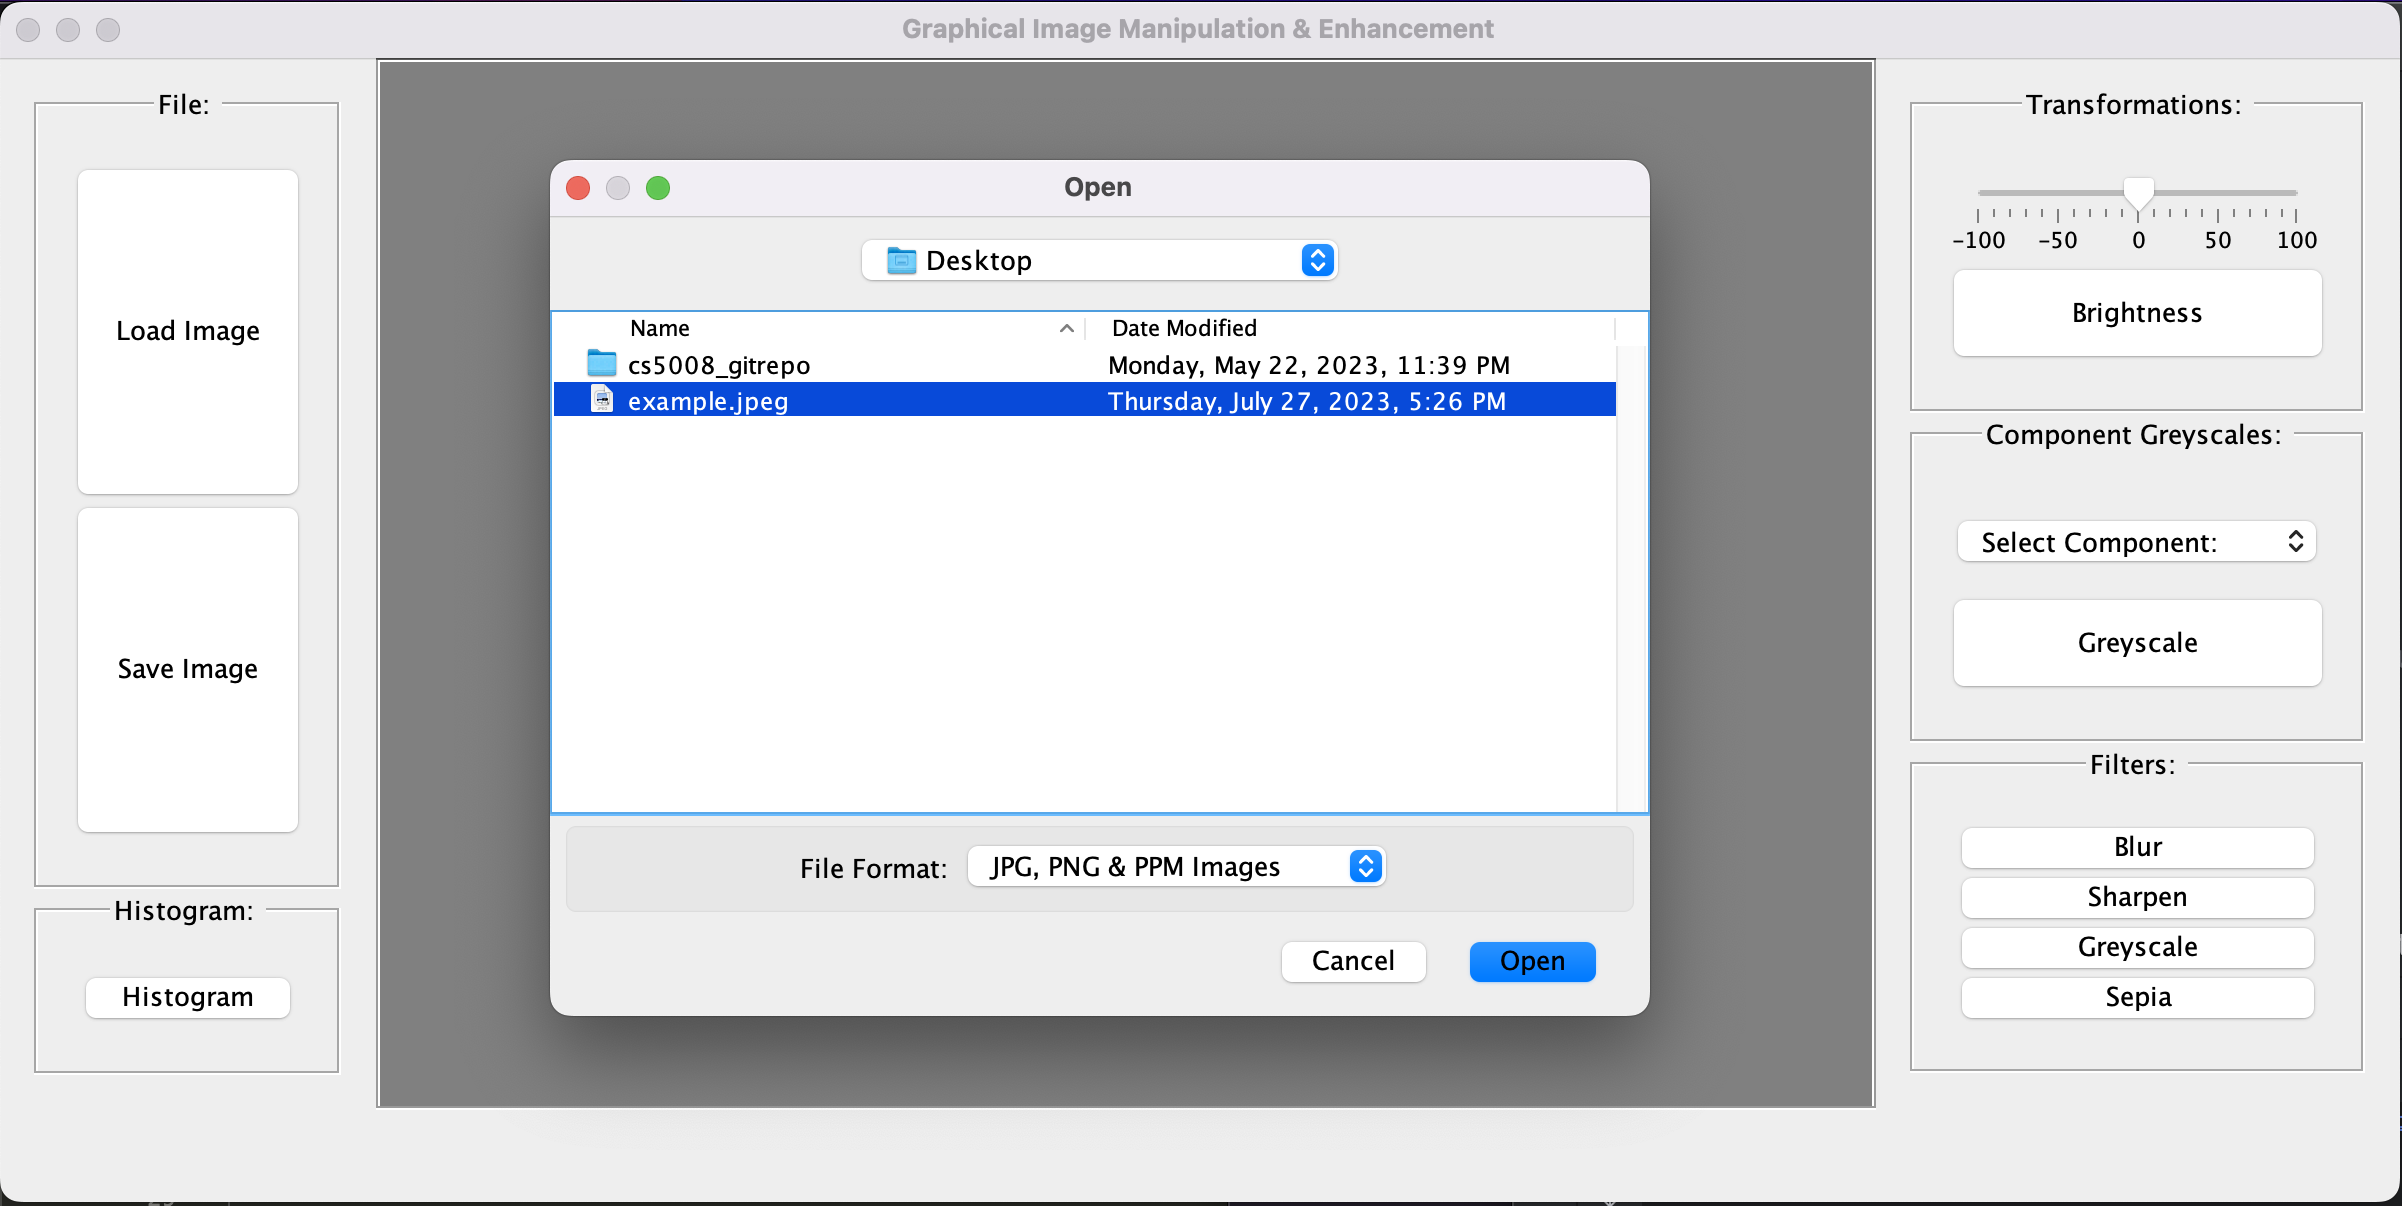 Graphical Image Manipulation & Enhancement
File:
Load Image
Save Image
Histogram:
Histogram
Open
Desktop
Name Date Modified
cs5008_gitrepo Monday, May 22, 2023, 11:39 PM
example.jpeg Thursday, July 27, 2023, 5:26 PM
File Format: JPG, PNG & PPM Images
Cancel Open
Transformations:
-100 -50 0 50 100
Brightness
Component Greyscales:
Select Component:
Greyscale
Filters:
Blur
Sharpen
Greyscale
Sepia